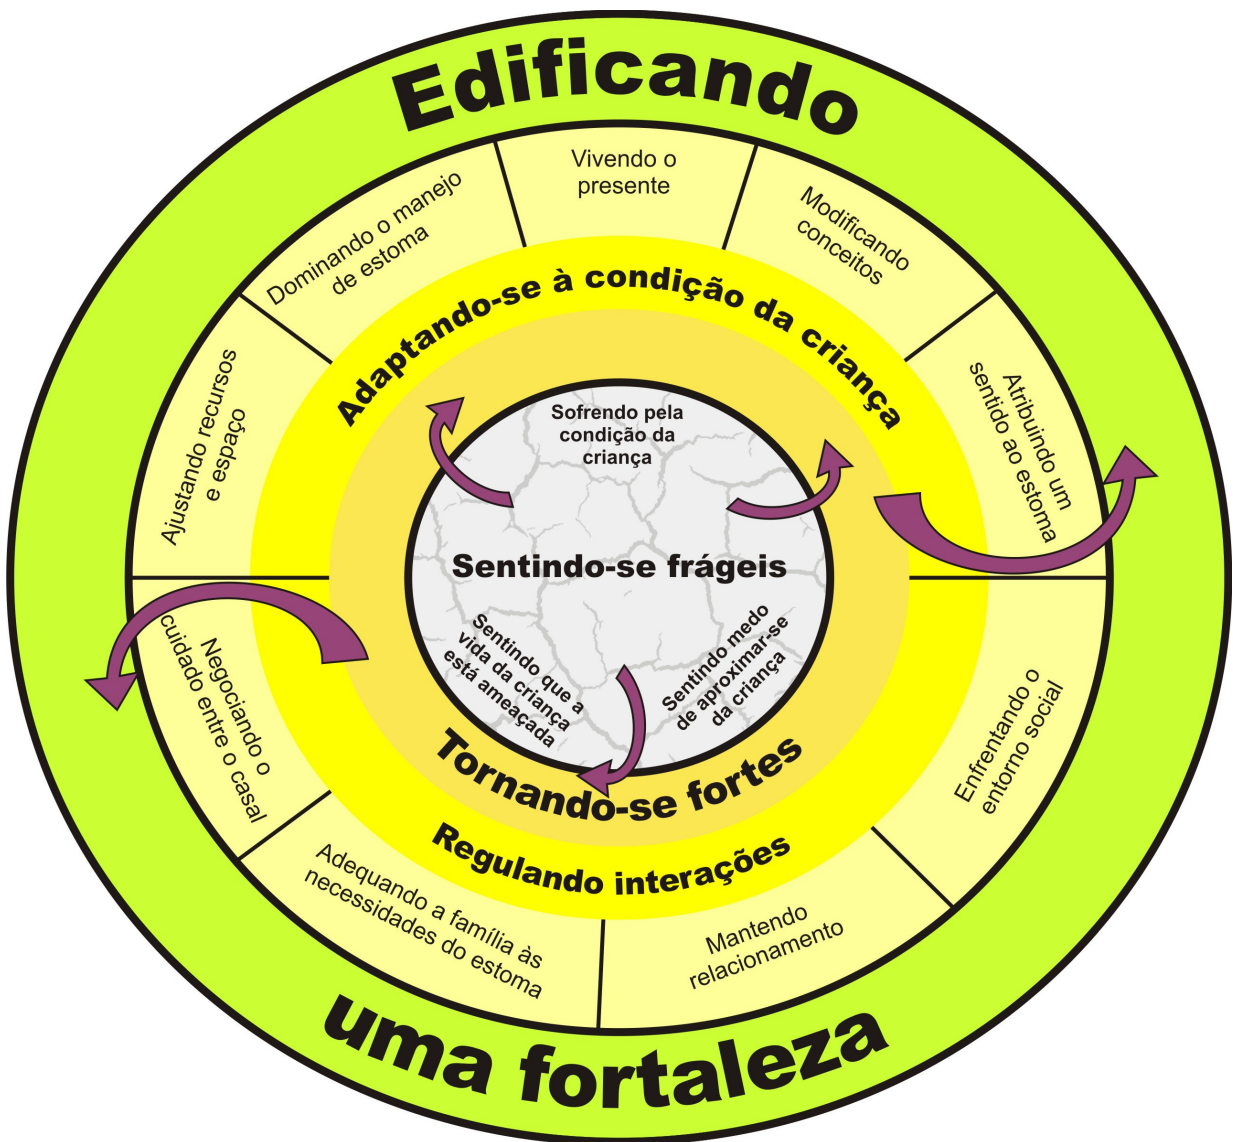 Edificando
Vivendo o
presente
Dominando o manejo
de estoma
Modificando
conceitos
Ajustando recursos
e espaço
Atribuindo um
sentido ao estoma
Adaptando-se à condição da criança
Sofrendo pela
condição da
criança
Sentindo-se frágeis
Sentindo que a
vida da criança
está ameaçada
Sentindo medo
de aproximar-se
da criança
Tornando-se fortes
Regulando interações
Negociando o
cuidado entre o casal
Adequando a família às
necessidades do estoma
Mantendo
relacionamento
Enfrentando o
entorno social
uma fortaleza